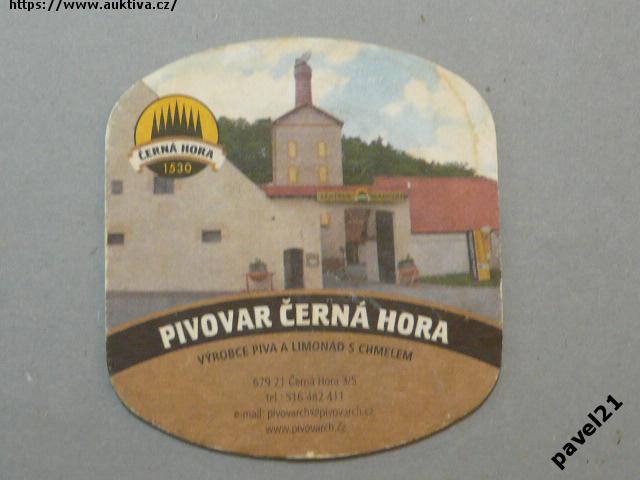 https://www.auktiva.cz/
ČERNÁ HORA
1530
PIVOVAR ČERNÁ HORA
VÝROBCE PIVA A LIMONÁD S CHMELEM
679 21 Černá Hora 3/5
tel.: 516 482 411
e-mail: pivovarch@pivovarch.cz
www.pivovarch.cz
pavel21